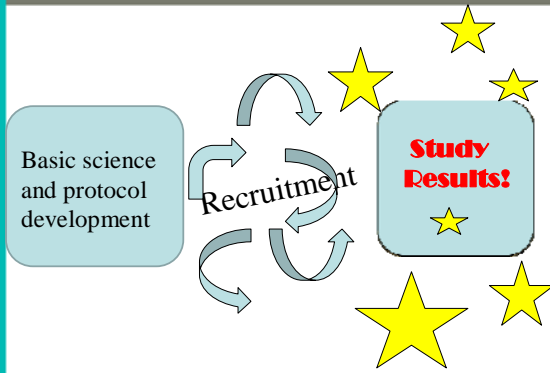 Basic science
and protocol
development
Recruitment
Study
Results!